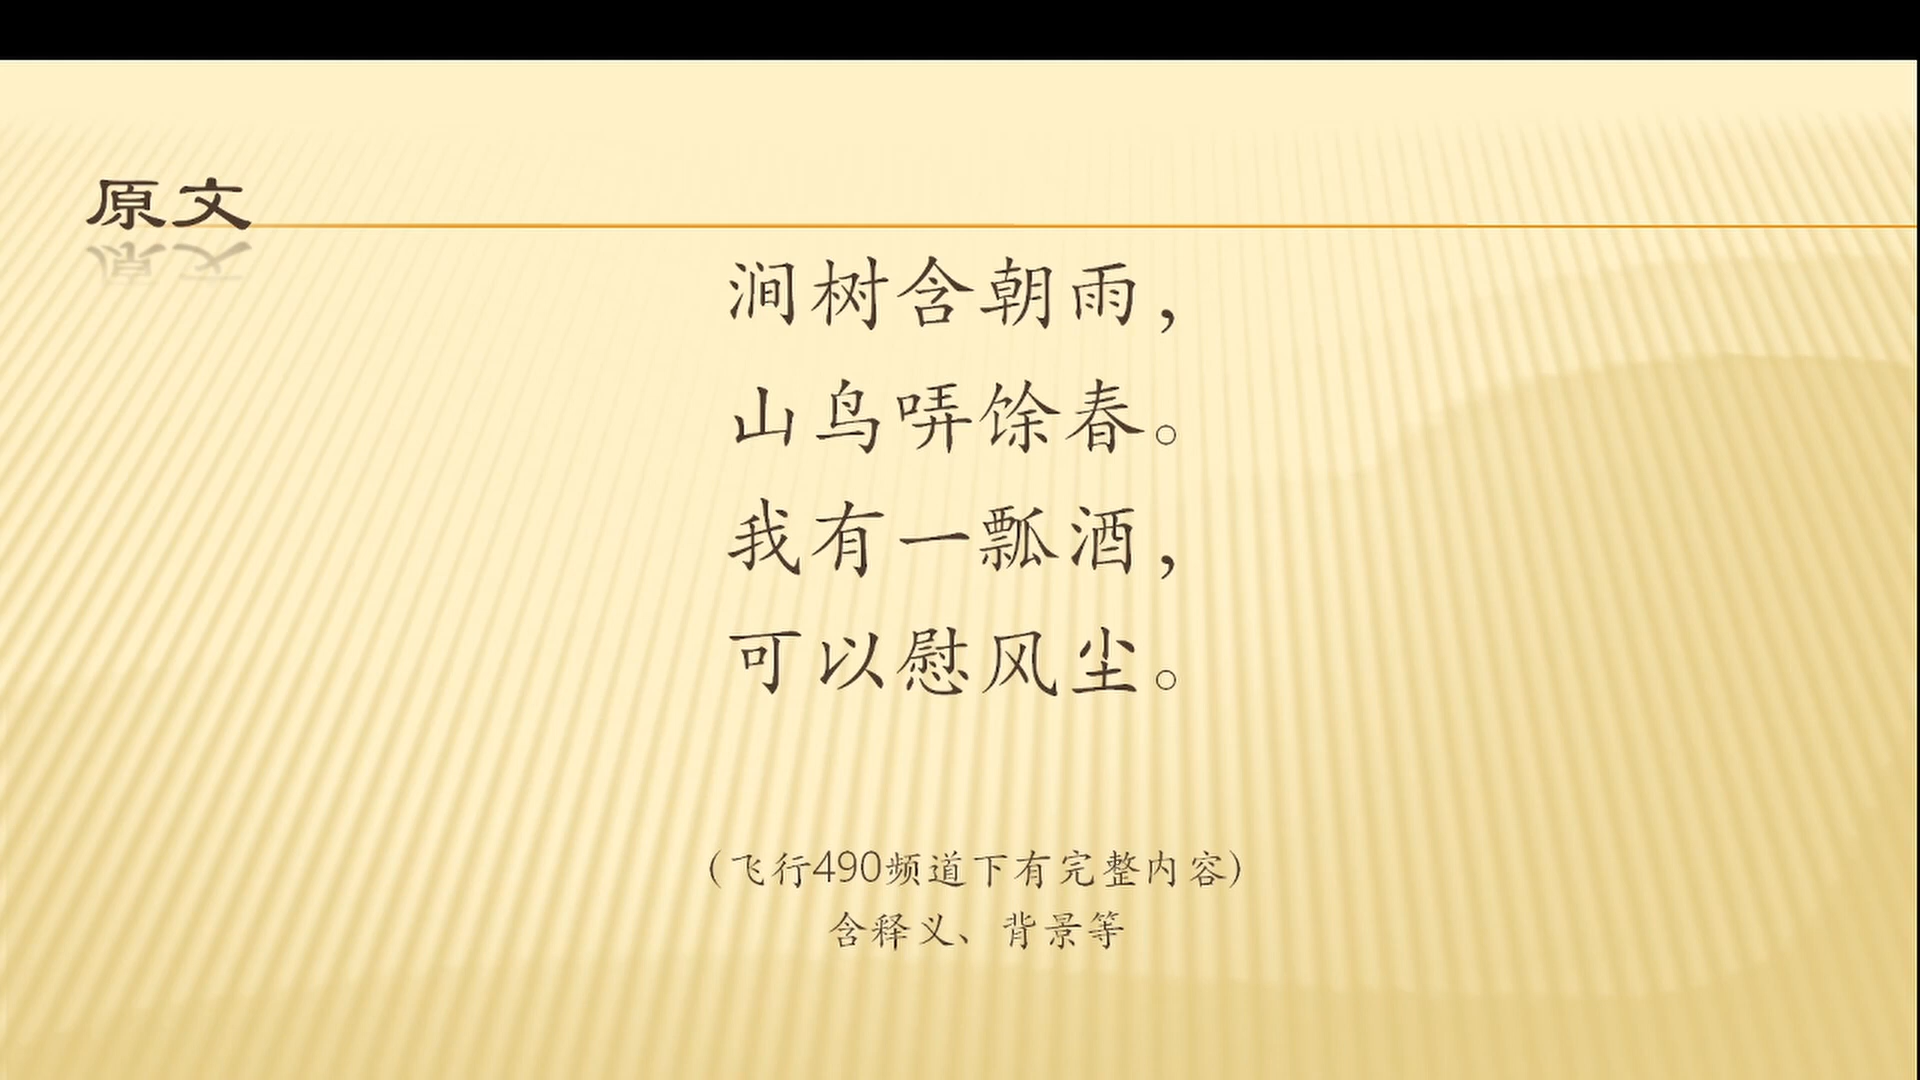 原文
涧树含朝雨，
山鸟哢馀春。
我有一瓢酒，
可以慰风尘。
（飞行490频道下有完整内容）
含释义、背景等